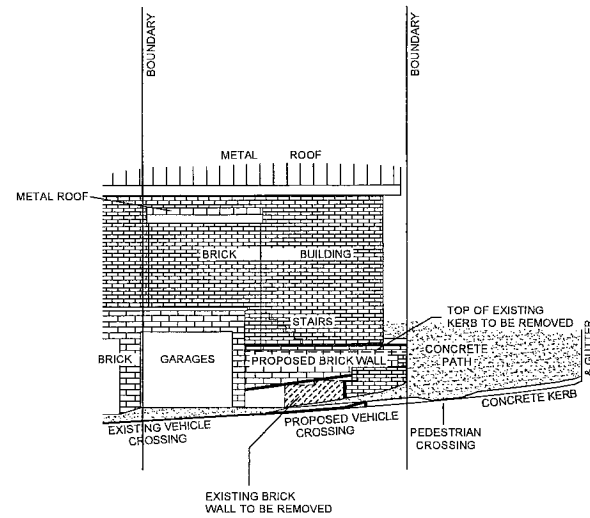 BOUNDARY
BOUNDARY
METAL ROOF
METAL ROOF
BRICK BUILDING
STAIRS
TOP OF EXISTING
KERB TO BE REMOVED
BRICK
GARAGES
PROPOSED BRICK WALL
CONCRETE
PATH
& GUTTER
CONCRETE KERB
EXISTING VEHICLE
CROSSING
PROPOSED VEHICLE
CROSSING
PEDESTRIAN
CROSSING
EXISTING BRICK
WALL TO BE REMOVED